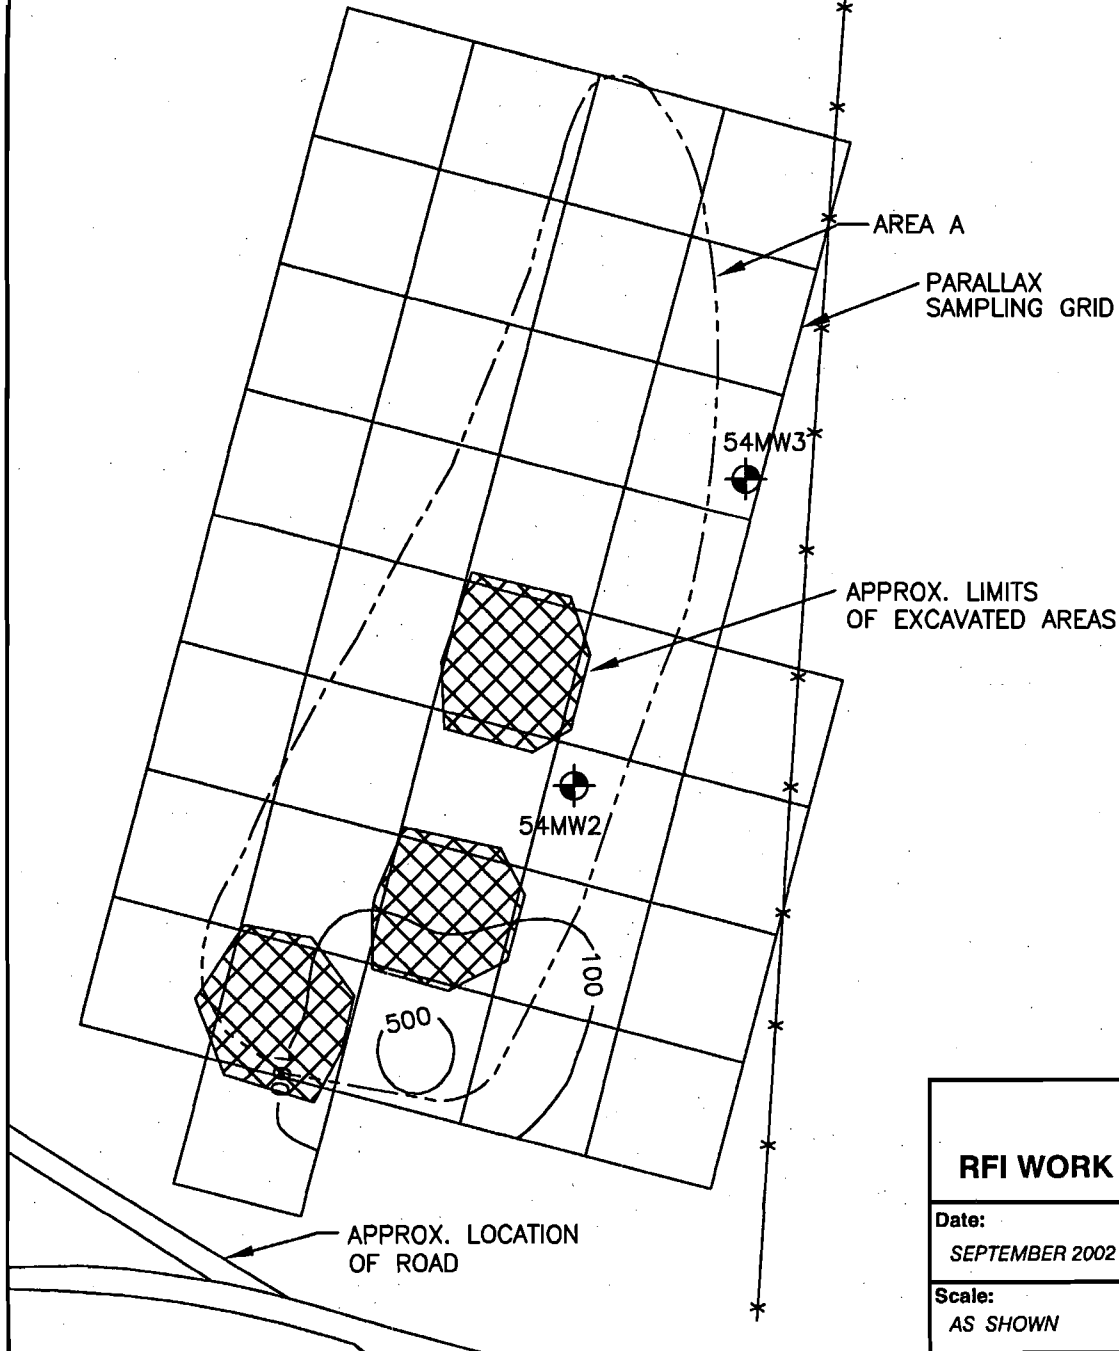 AREA A
PARALLAX
SAMPLING GRID
54MW3
APPROX. LIMITS
OF EXCAVATED AREAS
54MW2
100
500
0
RFI WORK
Date:
SEPTEMBER 2002
APPROX. LOCATION
OF ROAD
Scale:
AS SHOWN